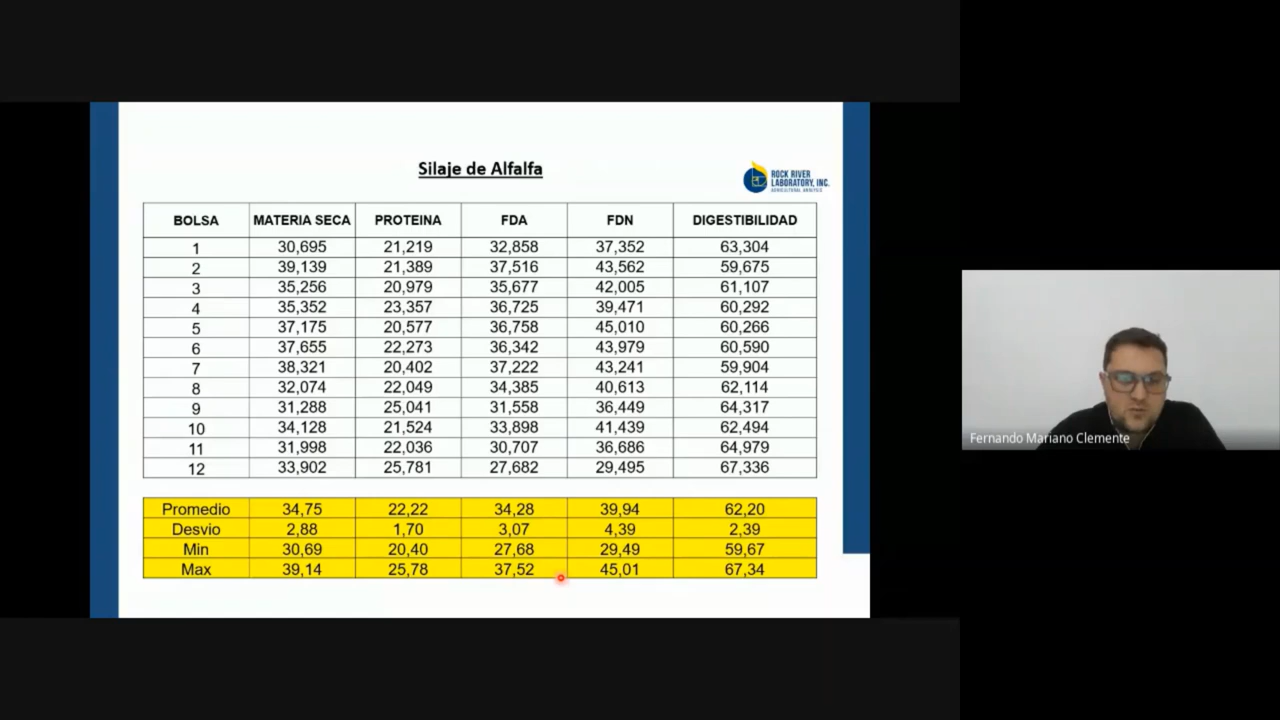 Silaje de Alfalfa
ROCK RIVER
LABORATORY, INC.
AGRICULTURAL ANALYSIS
BOLSA MATERIA SECA PROTEINA FDA FDN DIGESTIBILIDAD
1 30,695 21,219 32,858 37,352 63,304
2 39,139 21,389 37,516 43,562 59,675
3 35,256 20,979 35,677 42,005 61,107
4 35,352 23,357 36,725 39,471 60,292
5 37,175 20,577 36,758 45,010 60,266
6 37,655 22,273 36,342 43,979 60,590
7 38,321 20,402 37,222 43,241 59,904
8 32,074 22,049 34,385 40,613 62,114
9 31,288 25,041 31,558 36,449 64,317
10 34,128 21,524 33,898 41,439 62,494
11 31,998 22,036 30,707 36,686 64,979
12 33,902 25,781 27,682 29,495 67,336
Promedio 34,75 22,22 34,28 39,94 62,20
Desvio 2,88 1,70 3,07 4,39 2,39
Min 30,69 20,40 27,68 29,49 59,67
Max 39,14 25,78 37,52 45,01 67,34
Fernando Mariano Clemente